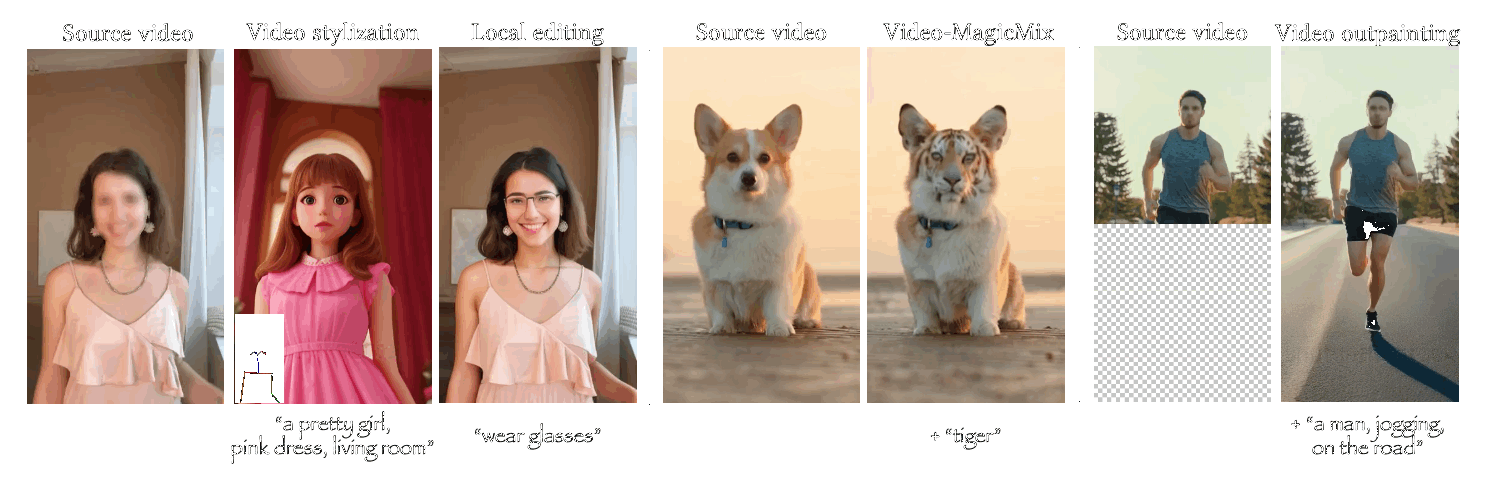 Source video
Video stylization
Local editing
Source video
Video-MagicMix
Source video
Video outpainting
“a pretty girl,
pink dress, living room”
“wear glasses”
+ “tiger”
+ “a man, jogging,
on the road”